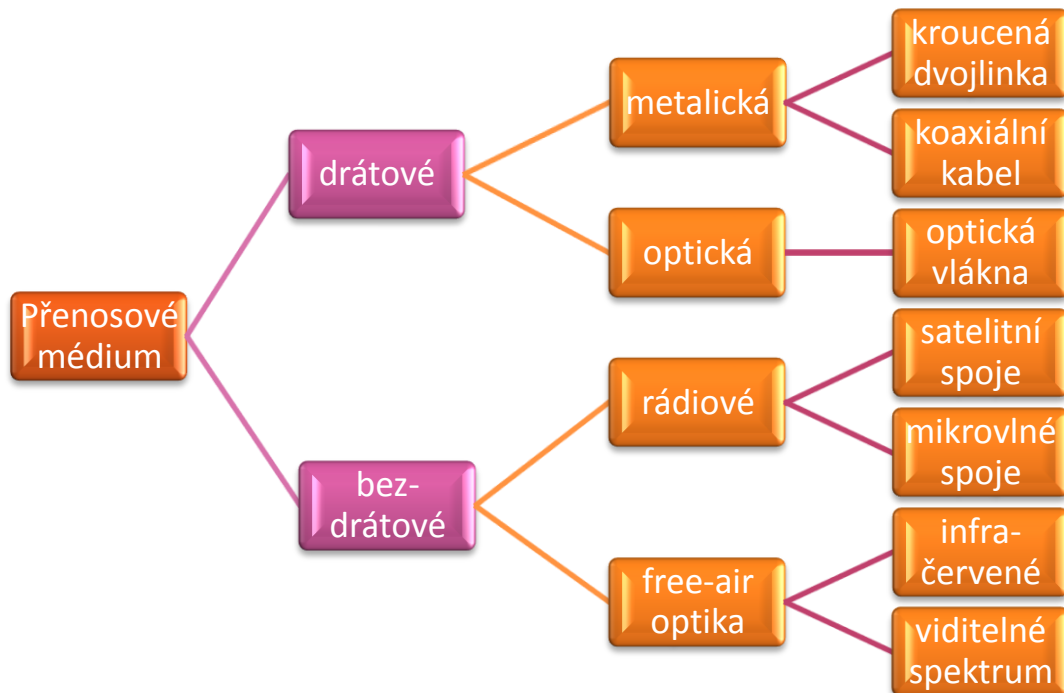 Přenosové
médium
drátové
metalická
kroucená
dvojlinka
koaxiální
kabel
optická
optická
vlákna
bez-
drátové
rádiové
satelitní
spoje
mikrovlné
spoje
free-air
optika
infra-
červené
viditelné
spektrum